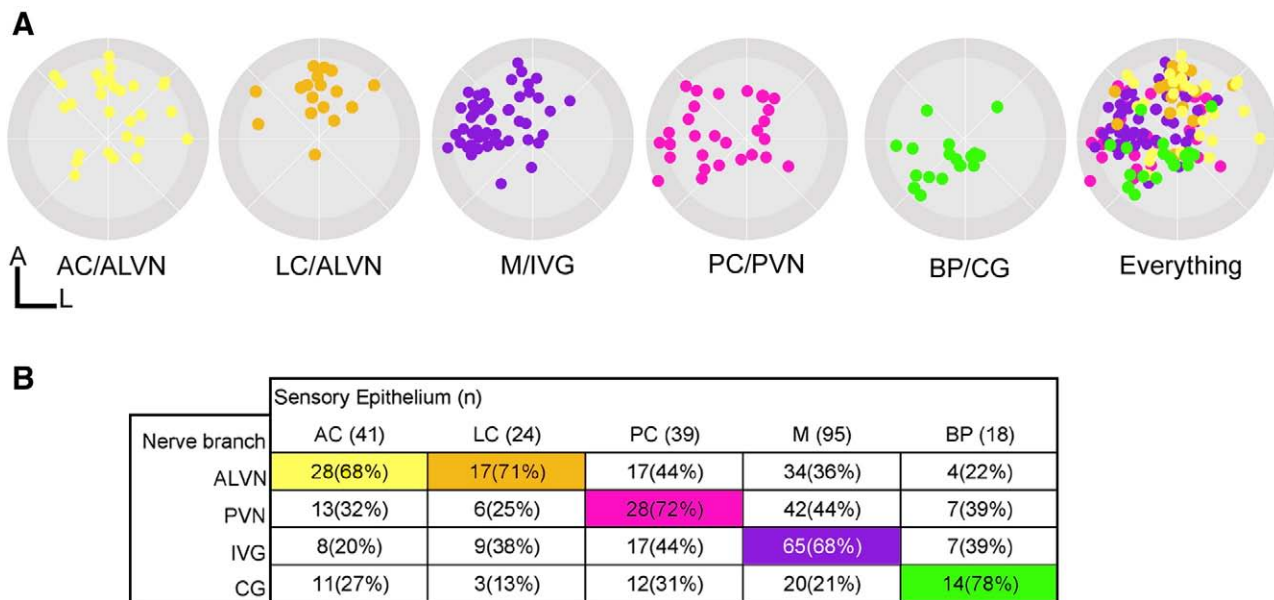 A
AC/ALVN LC/ALVN M/IVG PC/PVN BP/CG Everything
A
L
B
Sensory Epithelium (n)
Nerve branch AC (41) LC (24) PC (39) M (95) BP (18)
ALVN 28(68%) 17(71%) 17(44%) 34(36%) 4(22%)
PVN 13(32%) 6(25%) 28(72%) 42(44%) 7(39%)
IVG 8(20%) 9(38%) 17(44%) 65(68%) 7(39%)
CG 11(27%) 3(13%) 12(31%) 20(21%) 14(78%)